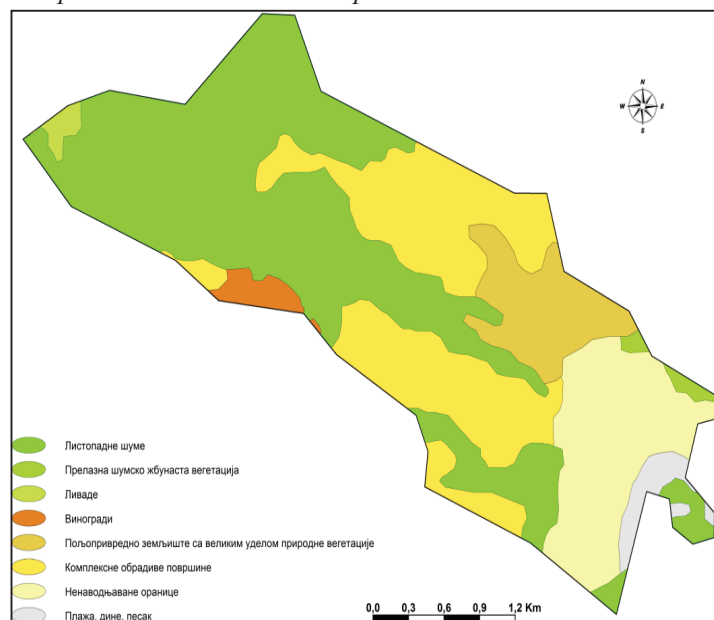 N
W E
S
Листопадне шуме
Прелазна шумско жбунаста вегетација
Ливаде
Виногради
Пољопривредно земљиште са великим уделом природне вегетације
Комплексне обрадиве површине
Ненаводњаване оранице
Плажа, дине, песак
0,0 0,3 0,6 0,9 1,2 Km